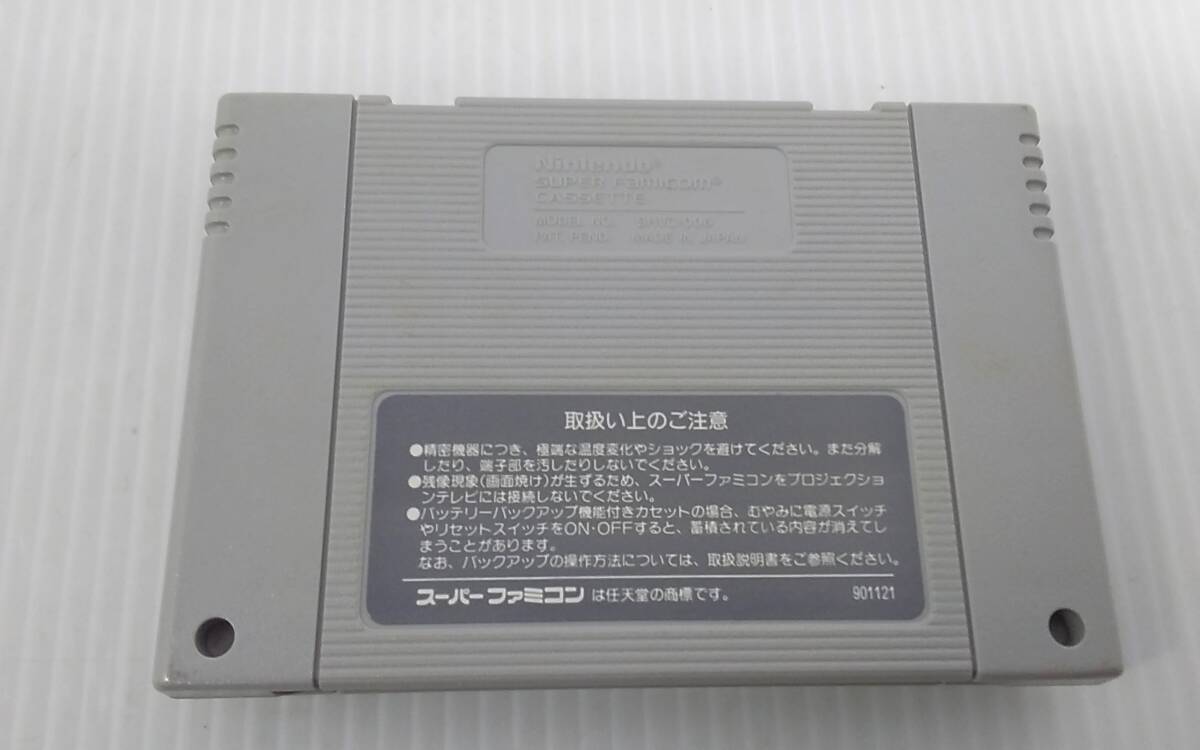 Nintendo®
SUPER Famicom®
CASSETTE
MODEL NO. SHVC-006
PAT. PEND. MADE IN JAPAN
取扱い上のご注意
●精密機器につき、極端な温度変化やショックを避けてください。また分解
したり、端子部を汚したりしないでください。
●残像現象(画面焼け)が生ずるため、スーパーファミコンをプロジェクショ
ンテレビには接続しないでください。
●バッテリーバックアップ機能付きカセットの場合、むやみに電源スイッチ
やリセットスイッチをON・OFFすると、蓄積されている内容が消えてし
まうことがあります。
なお、バックアップの操作方法については、取扱説明書をご参照ください。
スーパーファミコン は任天堂の商標です。 901121